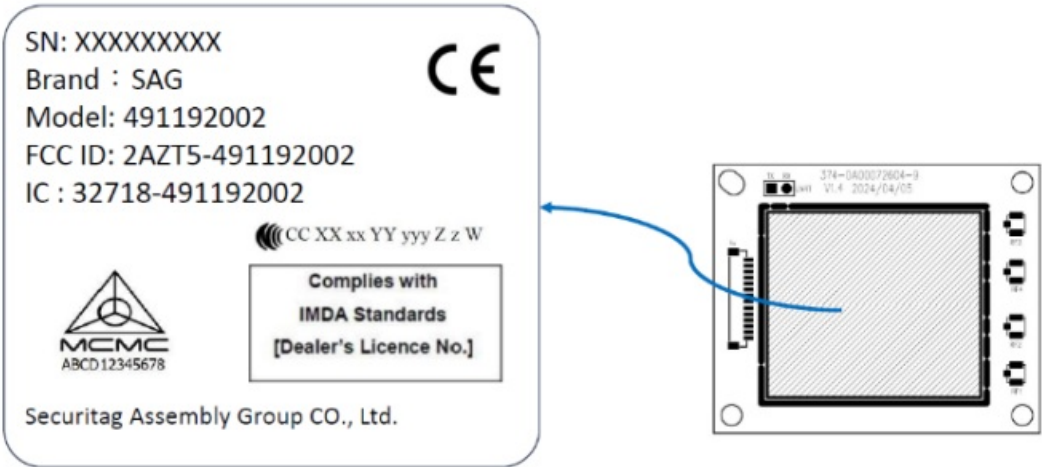 SN: XXXXXXXXX
Brand：SAG
Model: 491192002
FCC ID: 2AZT5-491192002
IC : 32718-491192002
CE
CC XX xx YY yyy Z z W
MCMC
ABCD12345678
Complies with
IMDA Standards
[Dealer's Licence No.]
Securitag Assembly Group CO., Ltd.
374-0A00072604-9
V1.4 2024/04/05